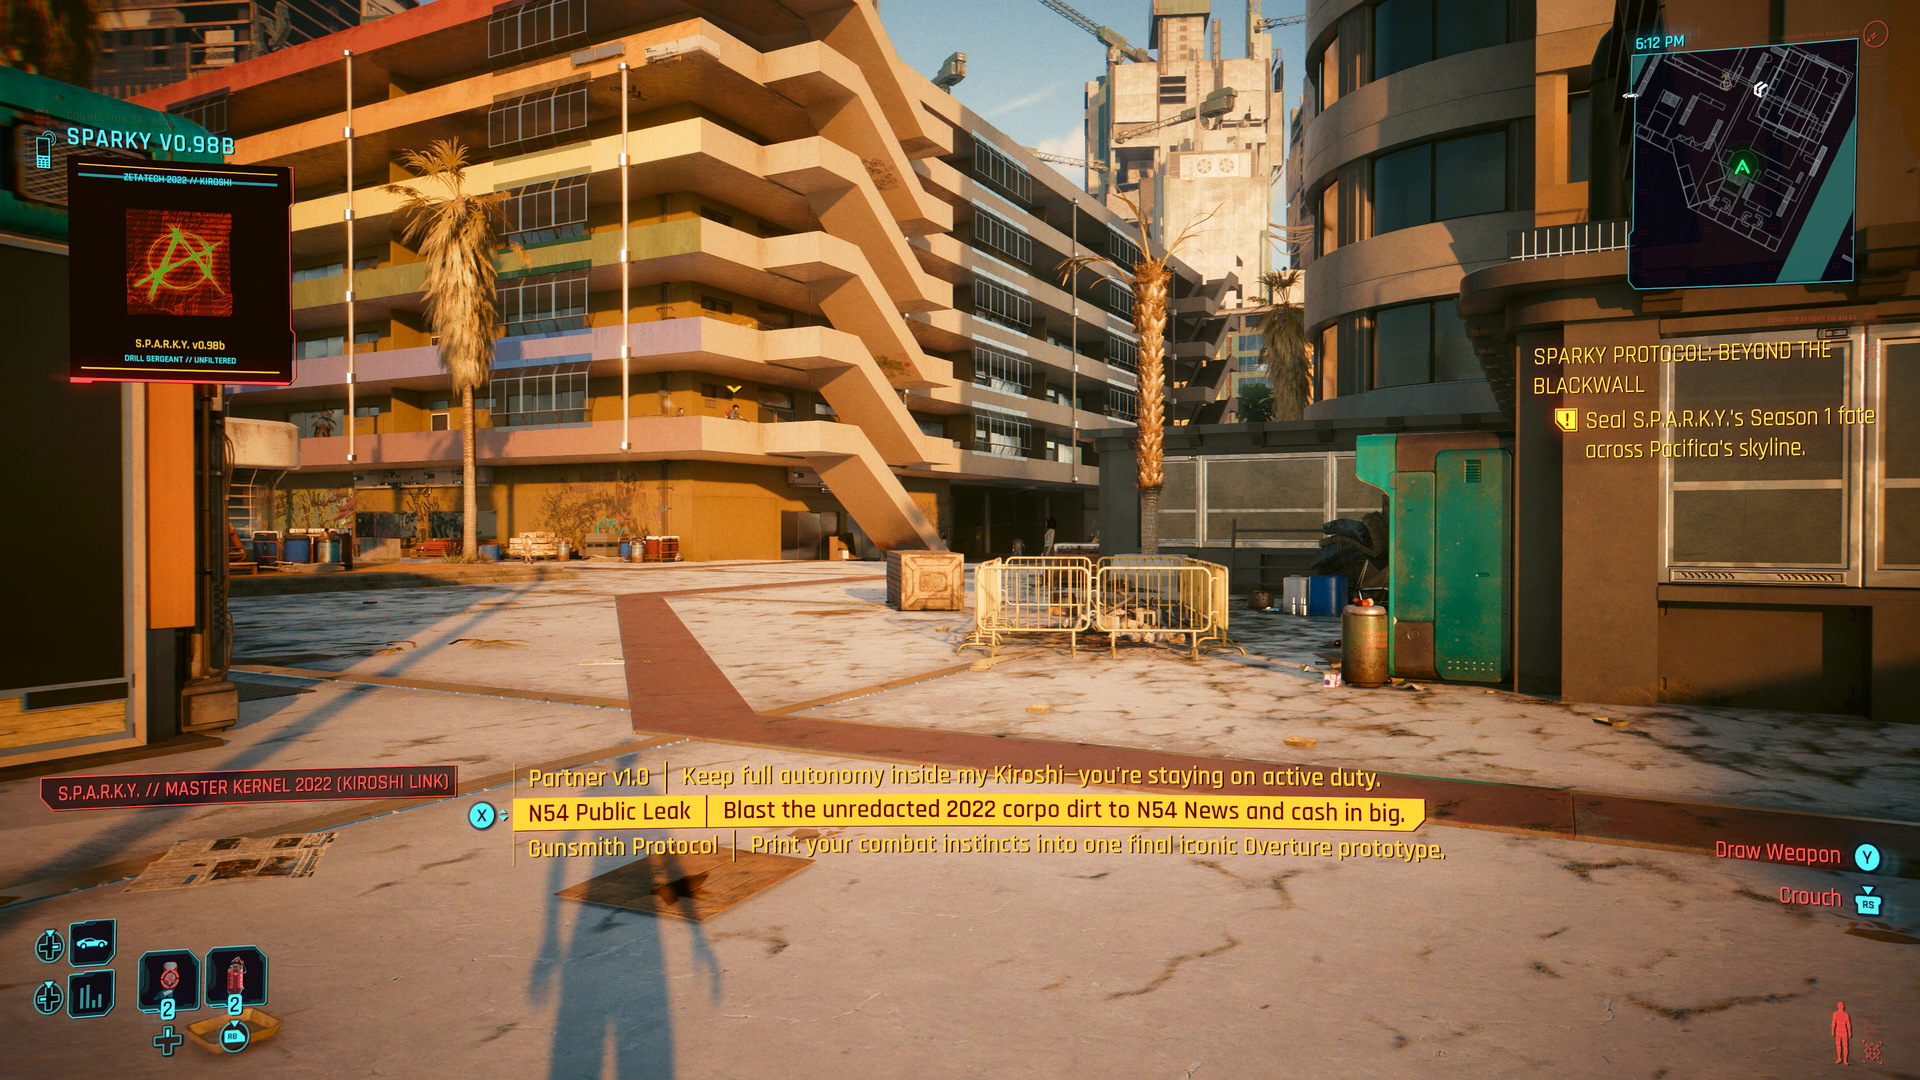 6:12 PM
SPARKY V0.98B
ZETATECH 2022 // KIROSHI
S.P.A.R.K.Y. v0.98b
DRILL SERGEANT // UNFILTERED
SPARKY PROTOCOL: BEYOND THE
BLACKWALL
Seal S.P.A.R.K.Y.'s Season 1 fate
across Pacifica's skyline.
S.P.A.R.K.Y. // MASTER KERNEL 2022 (KIROSHI LINK)
Partner v1.0 | Keep full autonomy inside my Kiroshi—you're staying on active duty.
X N54 Public Leak | Blast the unredacted 2022 corpo dirt to N54 News and cash in big.
Gunsmith Protocol | Print your combat instincts into one final iconic Overture prototype.
Draw Weapon Y
Crouch RS
2 2
RB